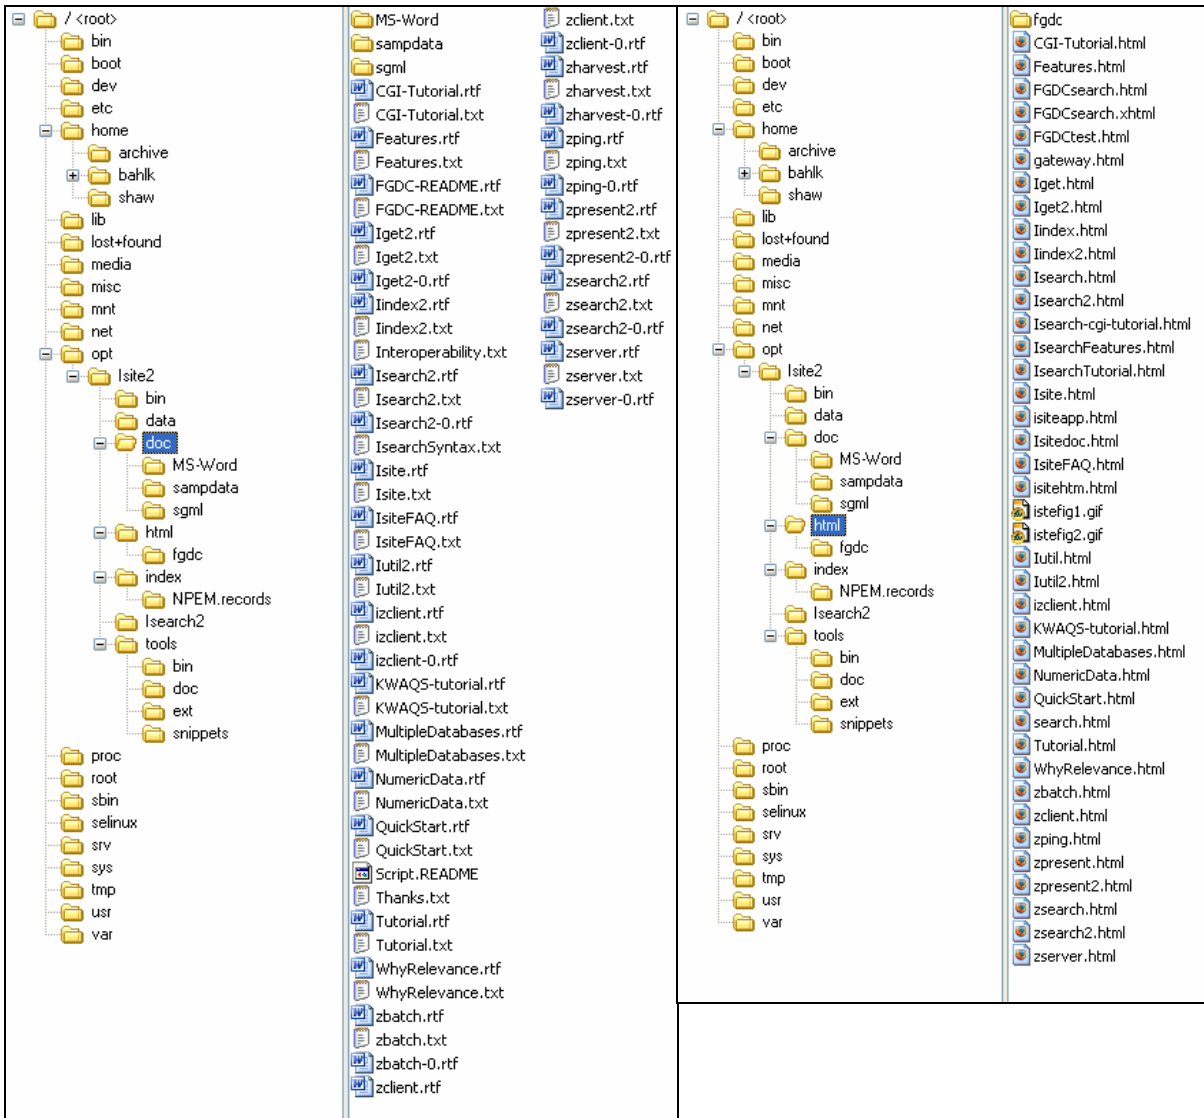 / <root>
bin
boot
dev
etc
home
archive
bahlk
shaw
lib
lost+found
media
misc
mnt
net
opt
Isite2
bin
data
doc
MS-Word
sampdata
sgml
html
fgdc
index
NPEM.records
Isearch2
tools
bin
doc
ext
snippets
proc
root
sbin
selinux
srv
sys
tmp
usr
var
MS-Word
sampdata
sgml
CGI-Tutorial.rtf
CGI-Tutorial.txt
Features.rtf
Features.txt
FGDC-README.rtf
FGDC-README.txt
Iget2.rtf
Iget2.txt
Iget2-0.rtf
Iindex2.rtf
Iindex2.txt
Interoperability.txt
Isearch2.rtf
Isearch2.txt
Isearch2-0.rtf
IsearchSyntax.txt
Isite.rtf
Isite.txt
IsiteFAQ.rtf
IsiteFAQ.txt
Iutil2.rtf
Iutil2.txt
izclient.rtf
izclient.txt
izclient-0.rtf
KWAQS-tutorial.rtf
KWAQS-tutorial.txt
MultipleDatabases.rtf
MultipleDatabases.txt
NumericData.rtf
NumericData.txt
QuickStart.rtf
QuickStart.txt
Script.README
Thanks.txt
Tutorial.rtf
Tutorial.txt
WhyRelevance.rtf
WhyRelevance.txt
zbatch.rtf
zbatch.txt
zbatch-0.rtf
zclient.rtf
zclient.txt
zclient-0.rtf
zharvest.rtf
zharvest.txt
zharvest-0.rtf
zping.rtf
zping.txt
zping-0.rtf
zpresent2.rtf
zpresent2.txt
zpresent2-0.rtf
zsearch2.rtf
zsearch2.txt
zsearch2-0.rtf
zserver.rtf
zserver.txt
zserver-0.rtf
/ <root>
bin
boot
dev
etc
home
archive
bahlk
shaw
lib
lost+found
media
misc
mnt
net
opt
Isite2
bin
data
doc
MS-Word
sampdata
sgml
html
fgdc
index
NPEM.records
Isearch2
tools
bin
doc
ext
snippets
proc
root
sbin
selinux
srv
sys
tmp
usr
var
fgdc
CGI-Tutorial.html
Features.html
FGDCsearch.html
FGDCsearch.xhtml
FGDCtest.html
gateway.html
Iget.html
Iget2.html
Iindex.html
Iindex2.html
Isearch.html
Isearch2.html
Isearch-cgi-tutorial.html
IsearchFeatures.html
IsearchTutorial.html
Isite.html
isiteapp.html
Isitedoc.html
IsiteFAQ.html
isitehtm.html
istefig1.gif
istefig2.gif
Iutil.html
Iutil2.html
izclient.html
KWAQS-tutorial.html
MultipleDatabases.html
NumericData.html
QuickStart.html
search.html
Tutorial.html
WhyRelevance.html
zbatch.html
zclient.html
zping.html
zpresent.html
zpresent2.html
zsearch.html
zsearch2.html
zserver.html